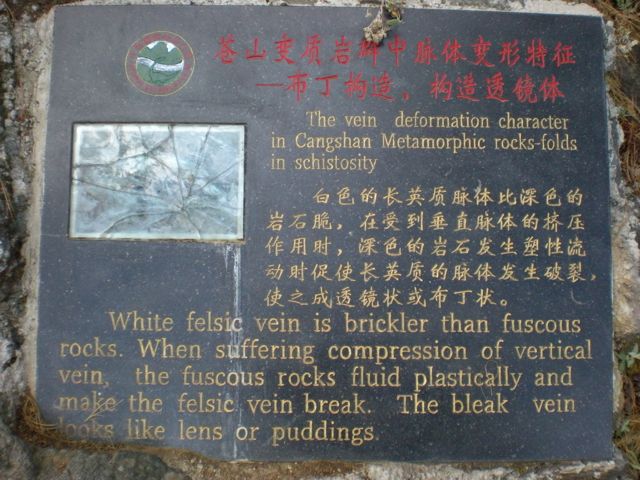 苍山变质岩群中脉体变形特征
—布丁构造，构造透镜体
The vein deformation character
in Cangshan Metamorphic rocks-folds
in schistosity
白色的长英质脉体比深色的
岩石脆，在受到垂直脉体的挤压
作用时，深色的岩石发生塑性流
动时促使长英质的脉体发生破裂，
使之成透镜状或布丁状。
White felsic vein is brickler than fuscous
rocks. When suffering compression of vertical
vein, the fuscous rocks fluid plastically and
make the felsic vein break. The bleak vein
looks like lens or puddings.